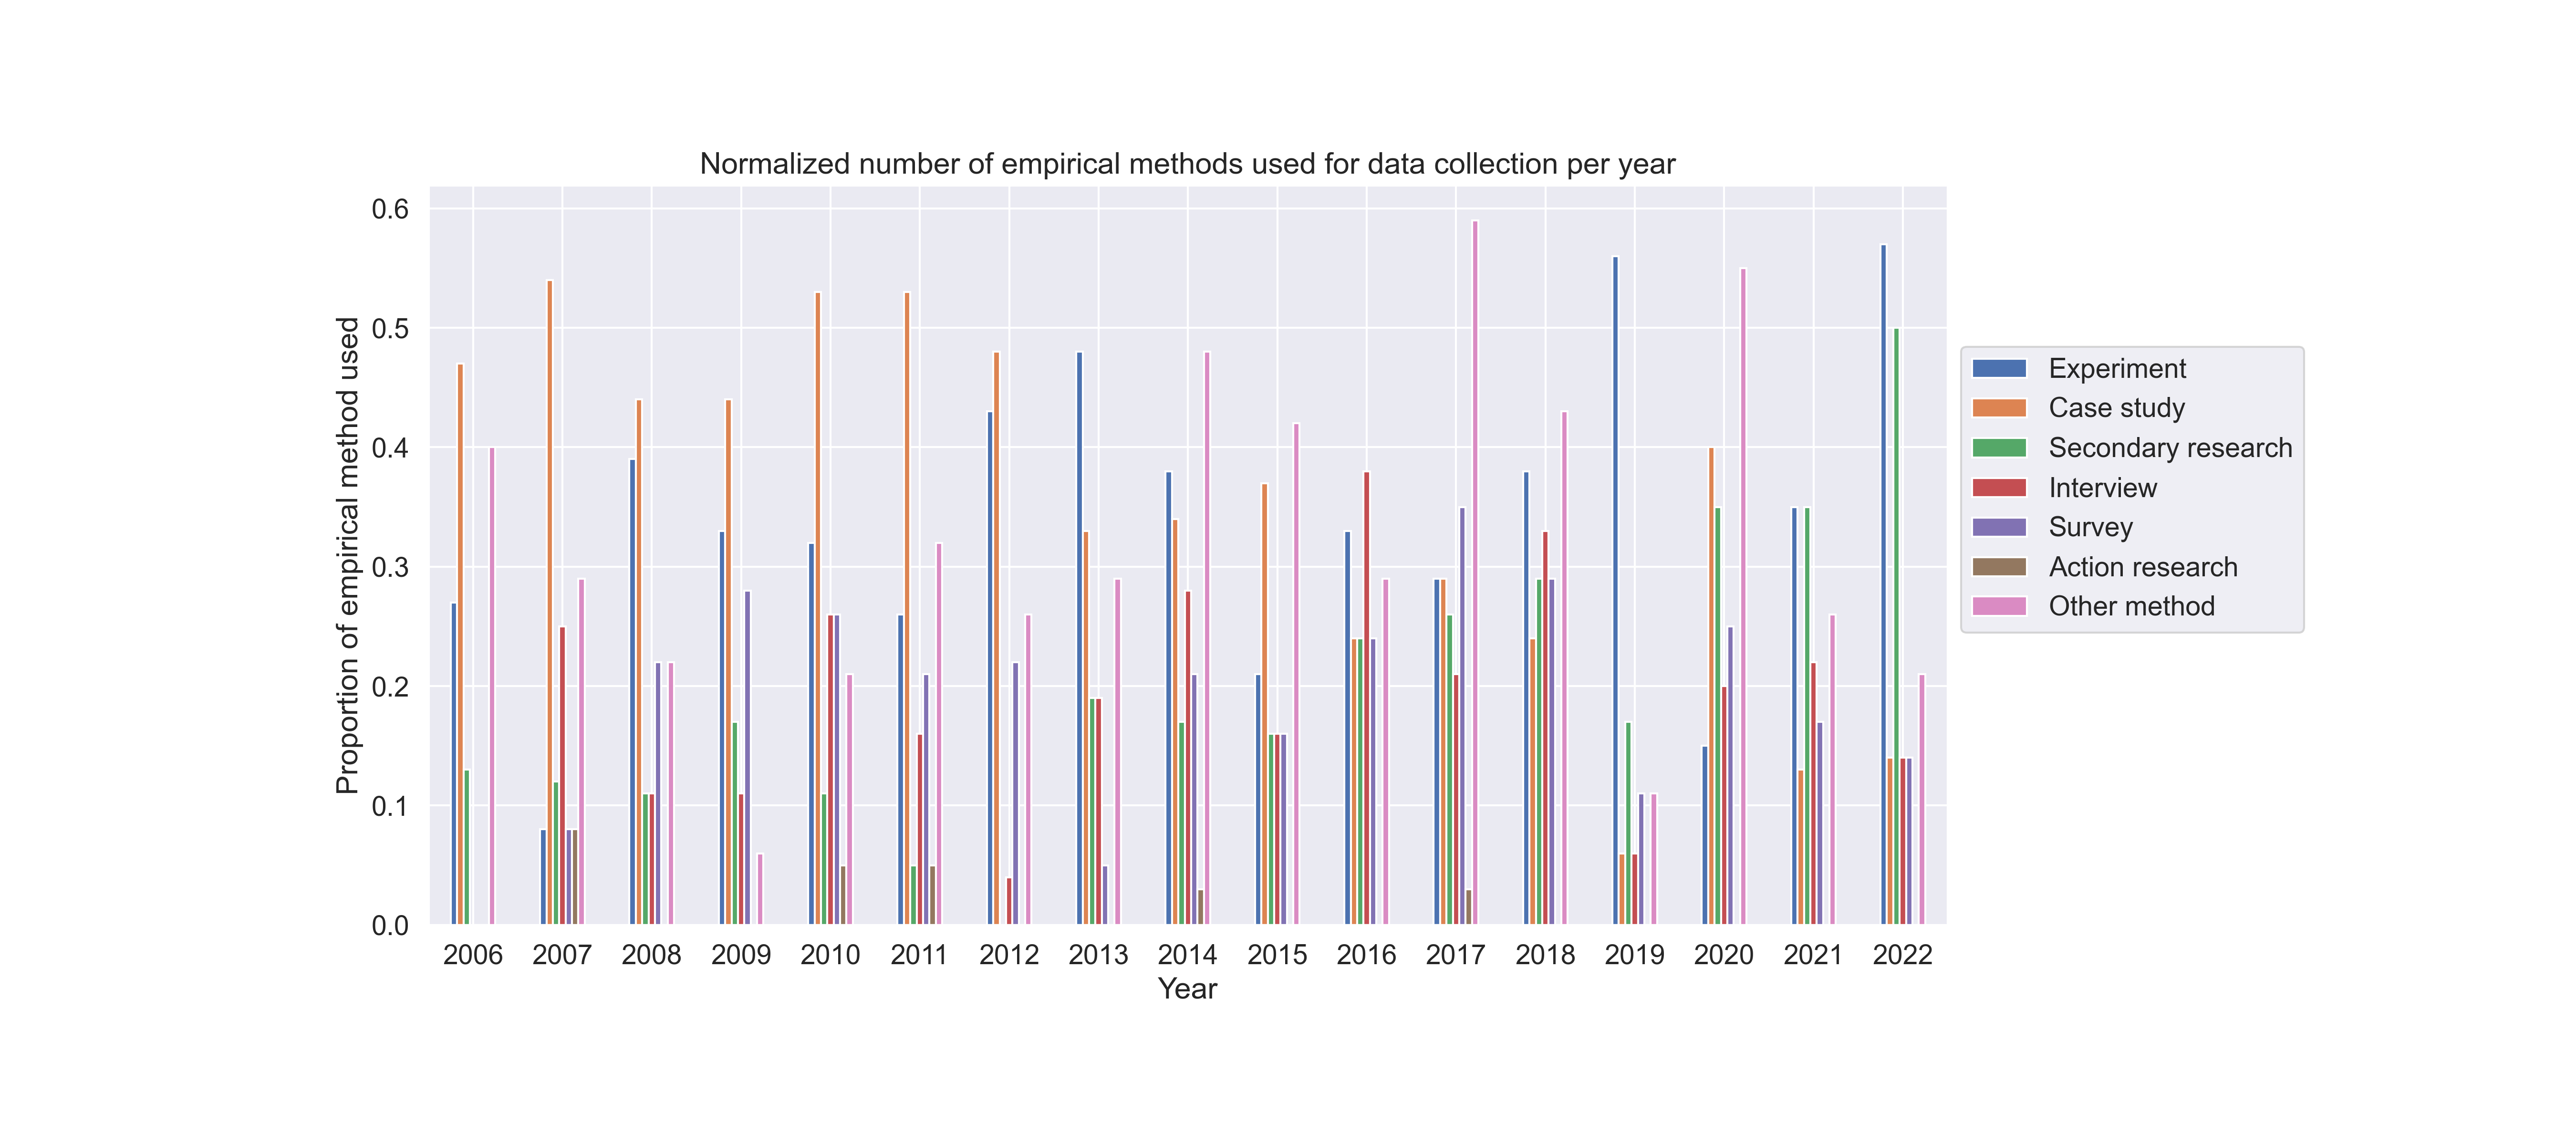 Normalized number of empirical methods used for data collection per year
0.6
0.5
0.4
0.3
0.2
0.1
0.0
Proportion of empirical method used
2006 2007 2008 2009 2010 2011 2012 2013 2014 2015 2016 2017 2018 2019 2020 2021 2022
Year
Experiment
Case study
Secondary research
Interview
Survey
Action research
Other method